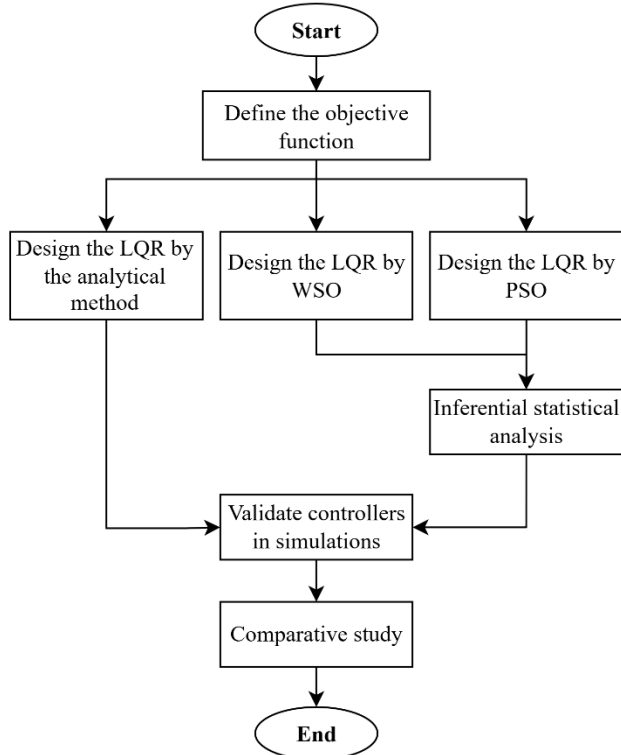 Start
Define the objective
function
Design the LQR by
the analytical
method
Design the LQR by
WSO
Design the LQR by
PSO
Inferential statistical
analysis
Validate controllers
in simulations
Comparative study
End